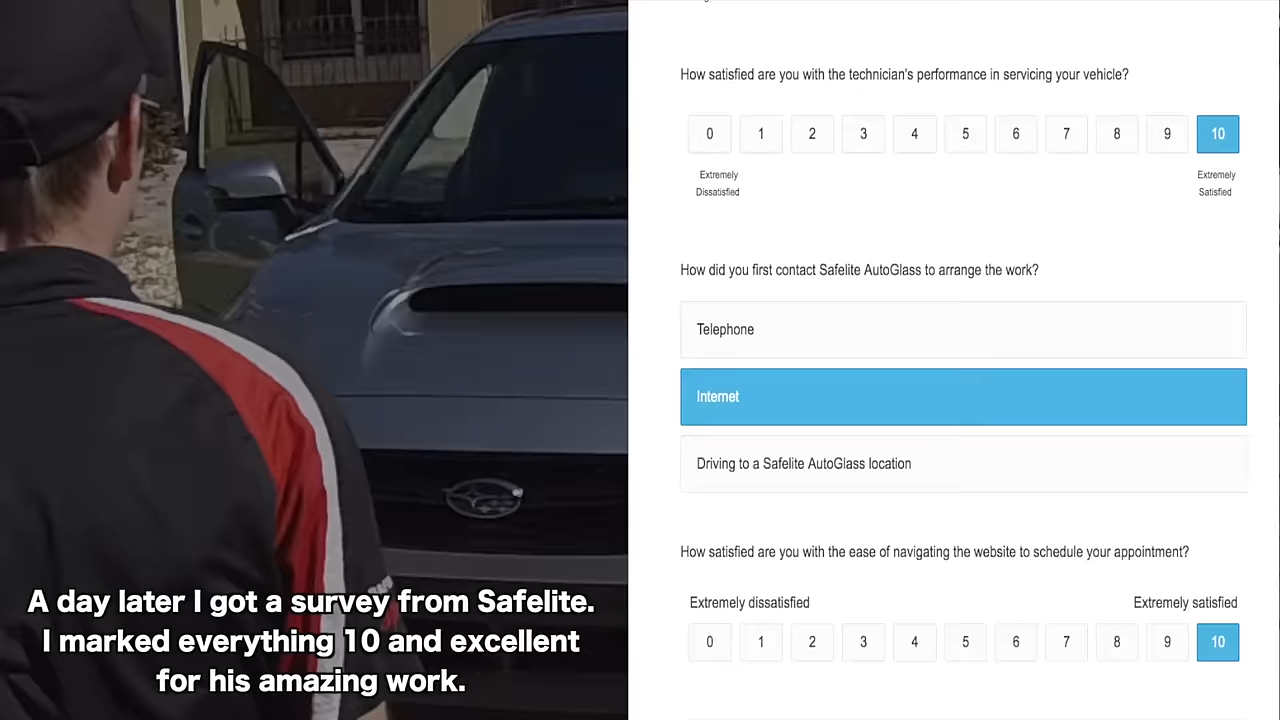 A day later I got a survey from Safelite.
I marked everything 10 and excellent
for his amazing work.
How satisfied are you with the technician's performance in servicing your vehicle?
0 1 2 3 4 5 6 7 8 9 10
Extremely Extremely
Dissatisfied Satisfied
How did you first contact Safelite AutoGlass to arrange the work?
Telephone
Internet
Driving to a Safelite AutoGlass location
How satisfied are you with the ease of navigating the website to schedule your appointment?
Extremely dissatisfied Extremely satisfied
0 1 2 3 4 5 6 7 8 9 10